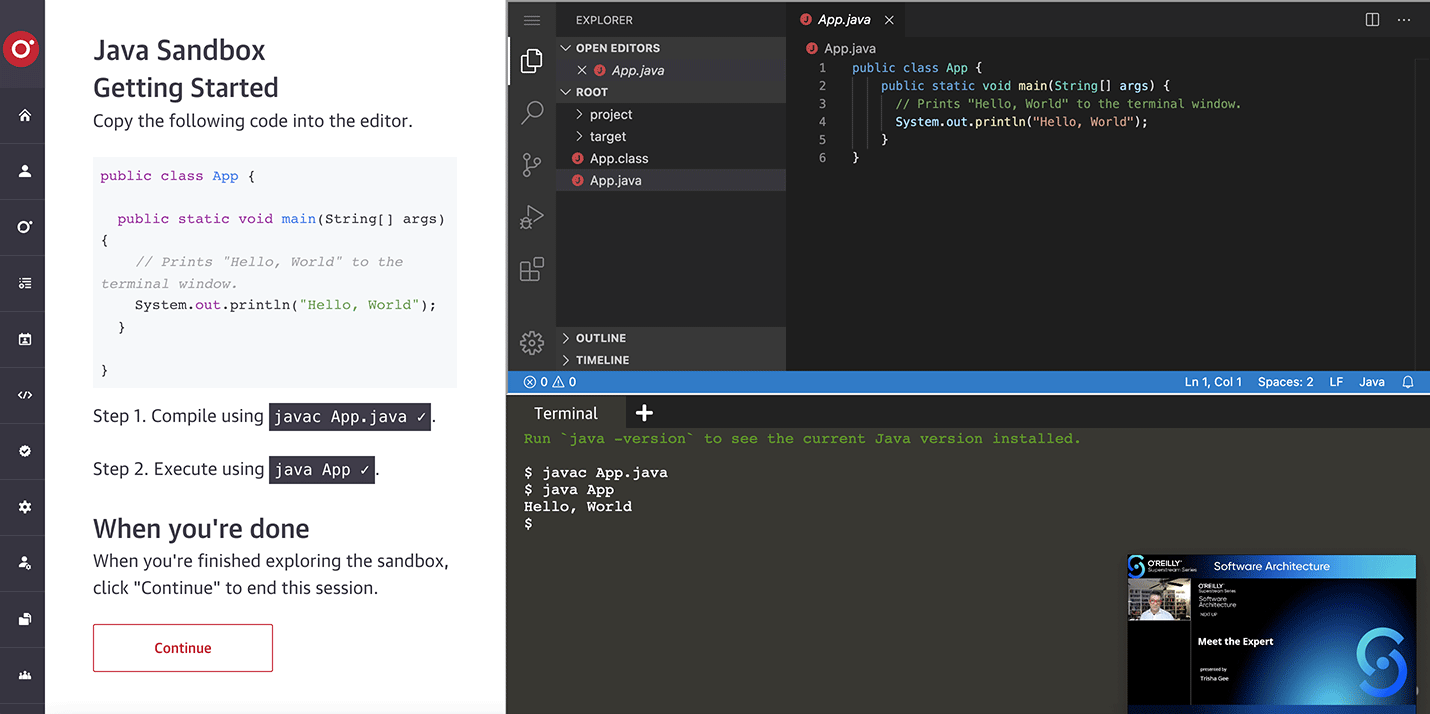 Java Sandbox
Getting Started
Copy the following code into the editor.
public class App {
public static void main(String[] args)
{
// Prints "Hello, World" to the
terminal window.
System.out.println("Hello, World");
}
}
Step 1. Compile using javac App.java ✓.
Step 2. Execute using java App ✓.
When you're done
When you're finished exploring the sandbox,
click "Continue" to end this session.
Continue
EXPLORER
OPEN EDITORS
App.java
ROOT
project
target
App.class
App.java
OUTLINE
TIMELINE
App.java
App.java
1 public class App {
2 public static void main(String[] args) {
3 // Prints "Hello, World" to the terminal window.
4 System.out.println("Hello, World");
5 }
6 }
0 0
Ln 1, Col 1 Spaces: 2 LF Java
Terminal
Run `java -version` to see the current Java version installed.
$ javac App.java
$ java App
Hello, World
$
O'REILLY
Superstream Series
Software Architecture
O'REILLY
Superstream Series
Software
Architecture
NEXT UP
Meet the Expert
presented by
Trisha Gee